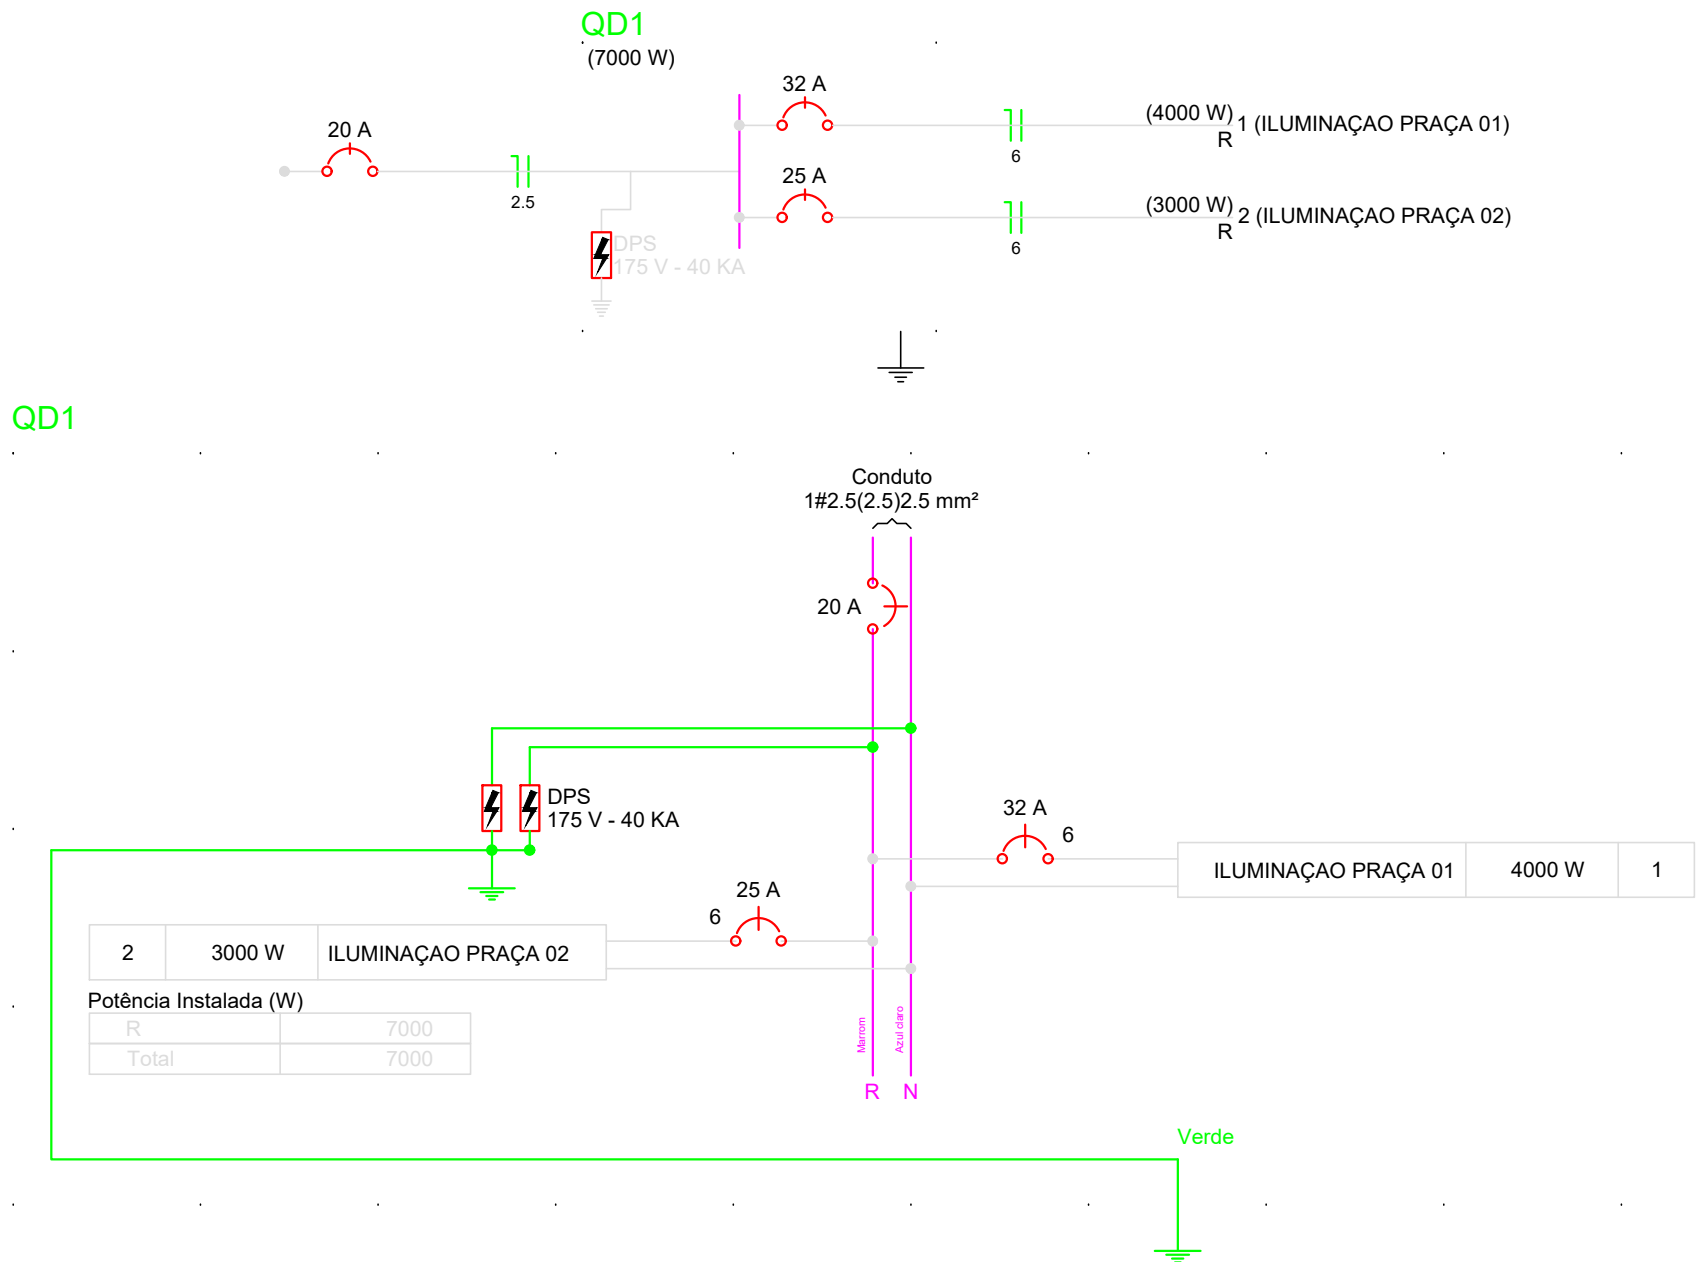 QD1
(7000 W)
20 A
2.5
DPS
175 V - 40 KA
32 A
6
(4000 W)
R
1 (ILUMINAÇAO PRAÇA 01)
25 A
6
(3000 W)
R
2 (ILUMINAÇAO PRAÇA 02)
QD1
Conduto
1#2.5(2.5)2.5 mm²
20 A
DPS
175 V - 40 KA
32 A
6
ILUMINAÇAO PRAÇA 01 4000 W 1
25 A
6
2 3000 W ILUMINAÇAO PRAÇA 02
Potência Instalada (W)
R 7000
Total 7000
Marrom
Azul claro
R N
Verde